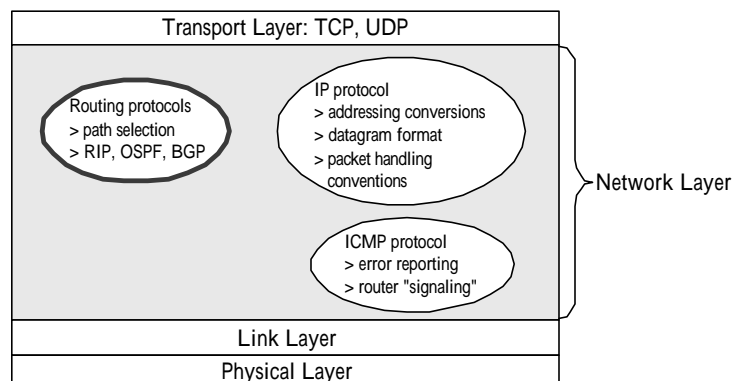 Transport Layer: TCP, UDP
Routing protocols
> path selection
> RIP, OSPF, BGP
IP protocol
> addressing conversions
> datagram format
> packet handling
conventions
Network Layer
ICMP protocol
> error reporting
> router "signaling"
Link Layer
Physical Layer